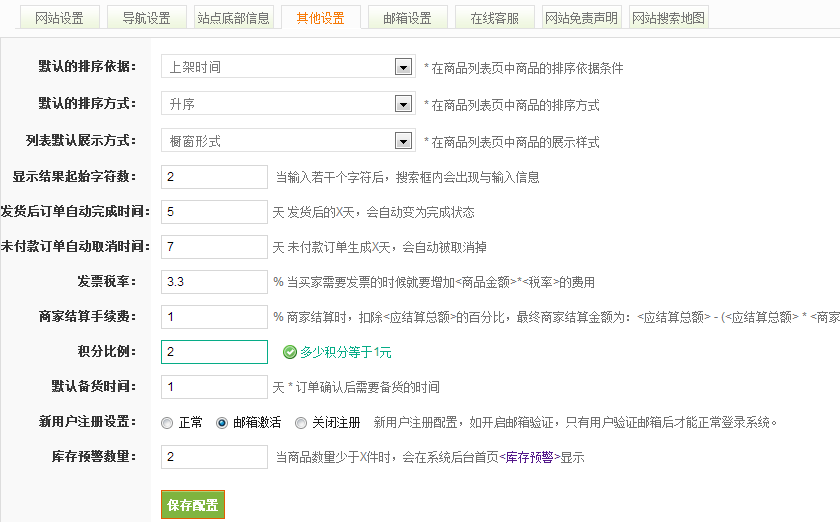 网站设置 导航设置 站点底部信息 其他设置 邮箱设置 在线客服 网站免责声明 网站搜索地图
默认的排序依据： 上架时间 * 在商品列表页中商品的排序依据条件
默认的排序方式： 升序 * 在商品列表页中商品的排序方式
列表默认展示方式： 橱窗形式 * 在商品列表页中商品的展示样式
显示结果起始字符数： 2 当输入若干个字符后，搜索框内会出现与输入信息
发货后订单自动完成时间： 5 天 发货后的X天，会自动变为完成状态
未付款订单自动取消时间： 7 天 未付款订单生成X天，会自动被取消掉
发票税率： 3.3 % 当买家需要发票的时候就要增加<商品金额>*<税率>的费用
商家结算手续费： 1 % 商家结算时，扣除<应结算总额>的百分比，最终商家结算金额为：<应结算总额> - (<应结算总额> * <商家
积分比例： 2 多少积分等于1元
默认备货时间： 1 天 * 订单确认后需要备货的时间
新用户注册设置： 正常 邮箱激活 关闭注册 新用户注册配置，如开启邮箱验证，只有用户验证邮箱后才能正常登录系统。
库存预警数量： 2 当商品数量少于X件时，会在系统后台首页<库存预警>显示
保存配置